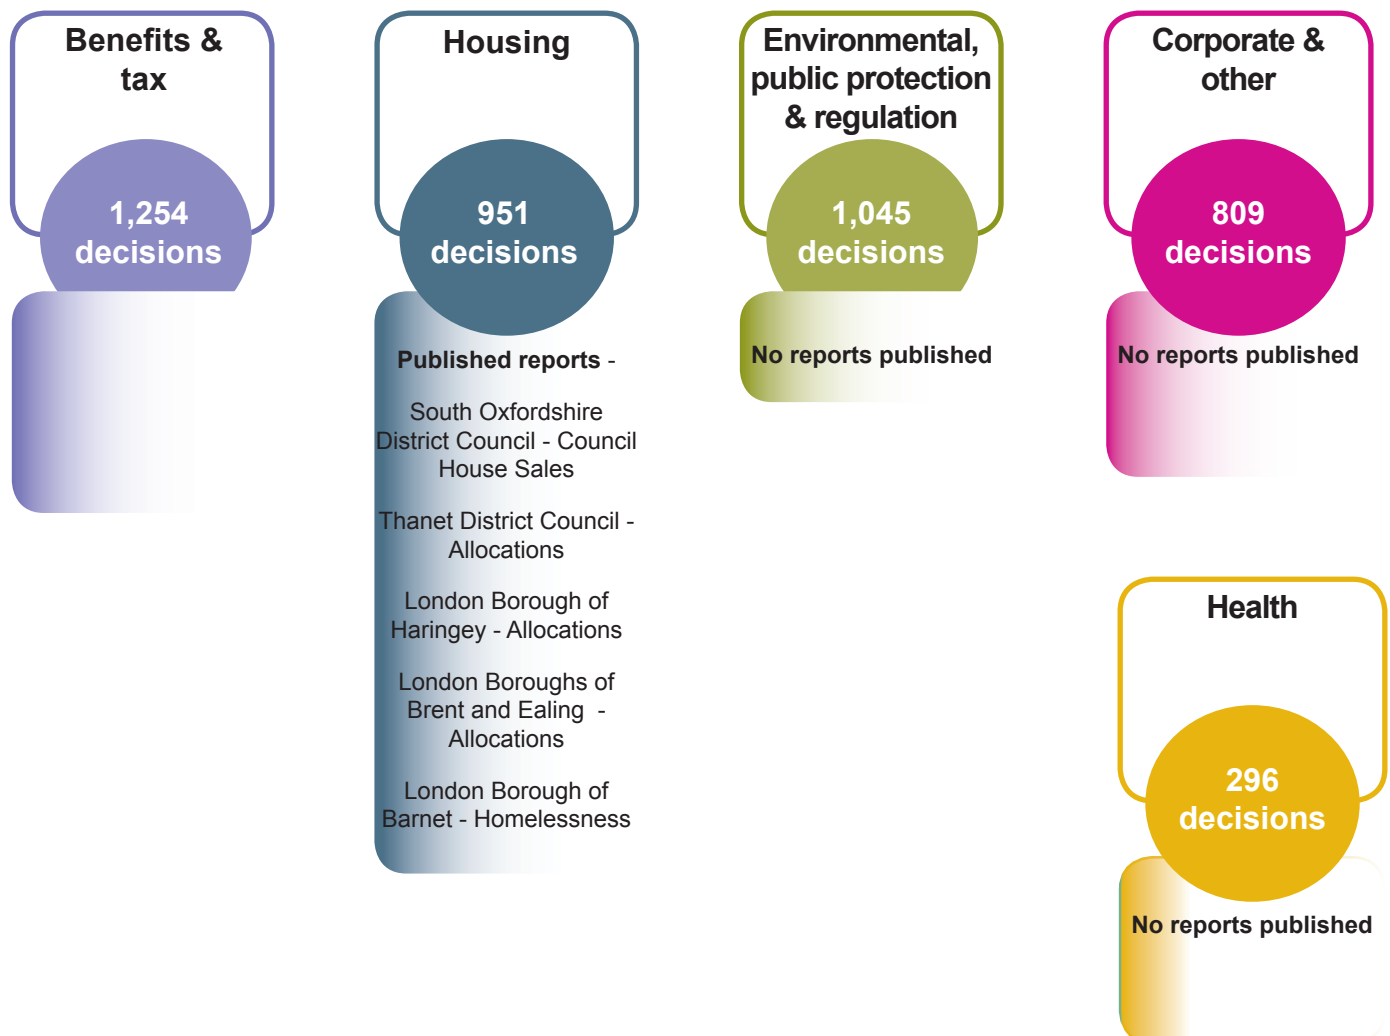 Benefits &
tax
1,254
decisions
Housing
951
decisions
Published reports -
South Oxfordshire
District Council - Council
House Sales
Thanet District Council -
Allocations
London Borough of
Haringey - Allocations
London Boroughs of
Brent and Ealing -
Allocations
London Borough of
Barnet - Homelessness
Environmental,
public protection
& regulation
1,045
decisions
No reports published
Corporate &
other
809
decisions
No reports published
Health
296
decisions
No reports published